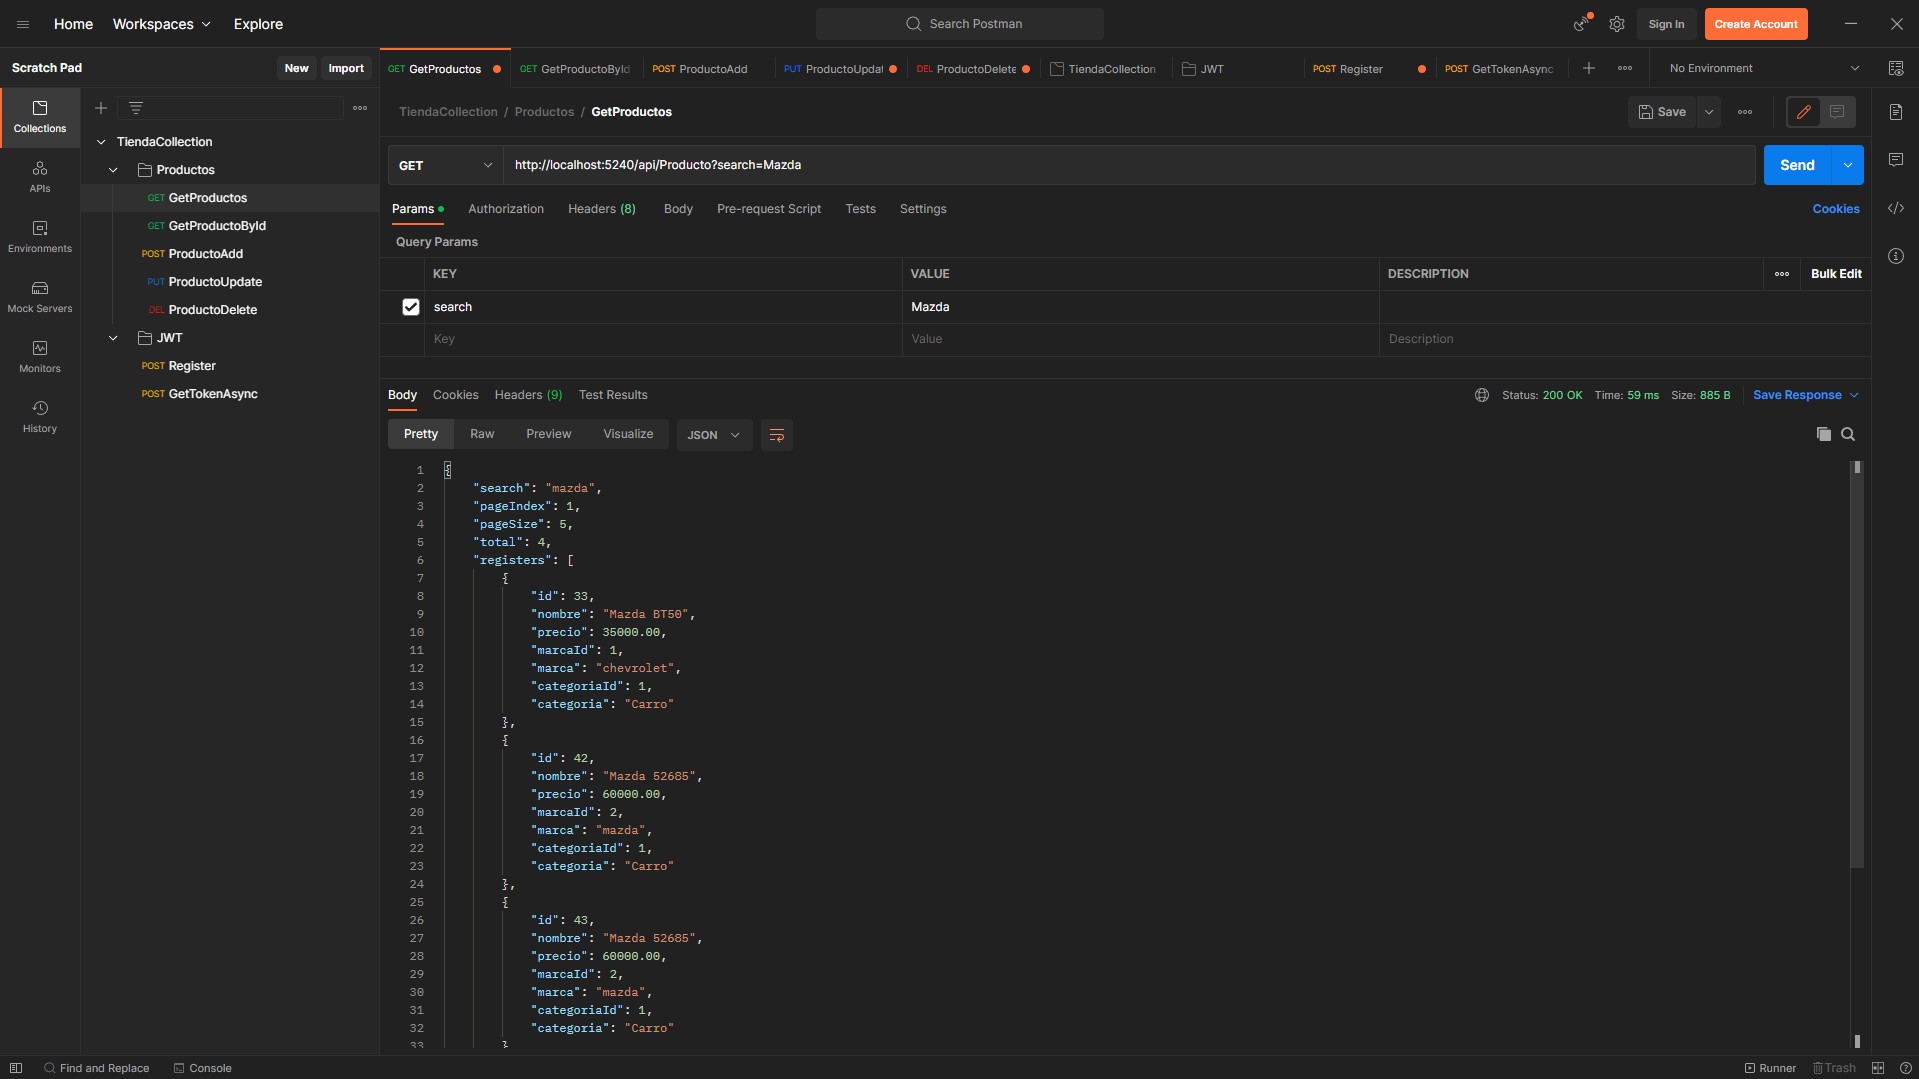 Home Workspaces Explore Search Postman Sign In Create Account
Scratch Pad New Import
GET GetProductos GET GetProductoById POST ProductoAdd PUT ProductoUpdat DEL ProductoDelete TiendaCollection JWT POST Register POST GetTokenAsync No Environment
Collections
APIs
Environments
Mock Servers
Monitors
History
TiendaCollection
Productos
GET GetProductos
GET GetProductoById
POST ProductoAdd
PUT ProductoUpdate
DEL ProductoDelete
JWT
POST Register
POST GetTokenAsync
TiendaCollection / Productos / GetProductos Save
GET http://localhost:5240/api/Producto?search=Mazda Send
Params Authorization Headers (8) Body Pre-request Script Tests Settings Cookies
Query Params
KEY VALUE DESCRIPTION Bulk Edit
search Mazda
Key Value Description
Body Cookies Headers (9) Test Results Status: 200 OK Time: 59 ms Size: 885 B Save Response
Pretty Raw Preview Visualize JSON
1 {
2 "search": "mazda",
3 "pageIndex": 1,
4 "pageSize": 5,
5 "total": 4,
6 "registers": [
7 {
8 "id": 33,
9 "nombre": "Mazda BT50",
10 "precio": 35000.00,
11 "marcaId": 1,
12 "marca": "chevrolet",
13 "categoriaId": 1,
14 "categoria": "Carro"
15 },
16 {
17 "id": 42,
18 "nombre": "Mazda 52685",
19 "precio": 60000.00,
20 "marcaId": 2,
21 "marca": "mazda",
22 "categoriaId": 1,
23 "categoria": "Carro"
24 },
25 {
26 "id": 43,
27 "nombre": "Mazda 52685",
28 "precio": 60000.00,
29 "marcaId": 2,
30 "marca": "mazda",
31 "categoriaId": 1,
32 "categoria": "Carro"
33 }
Find and Replace Console Runner Trash